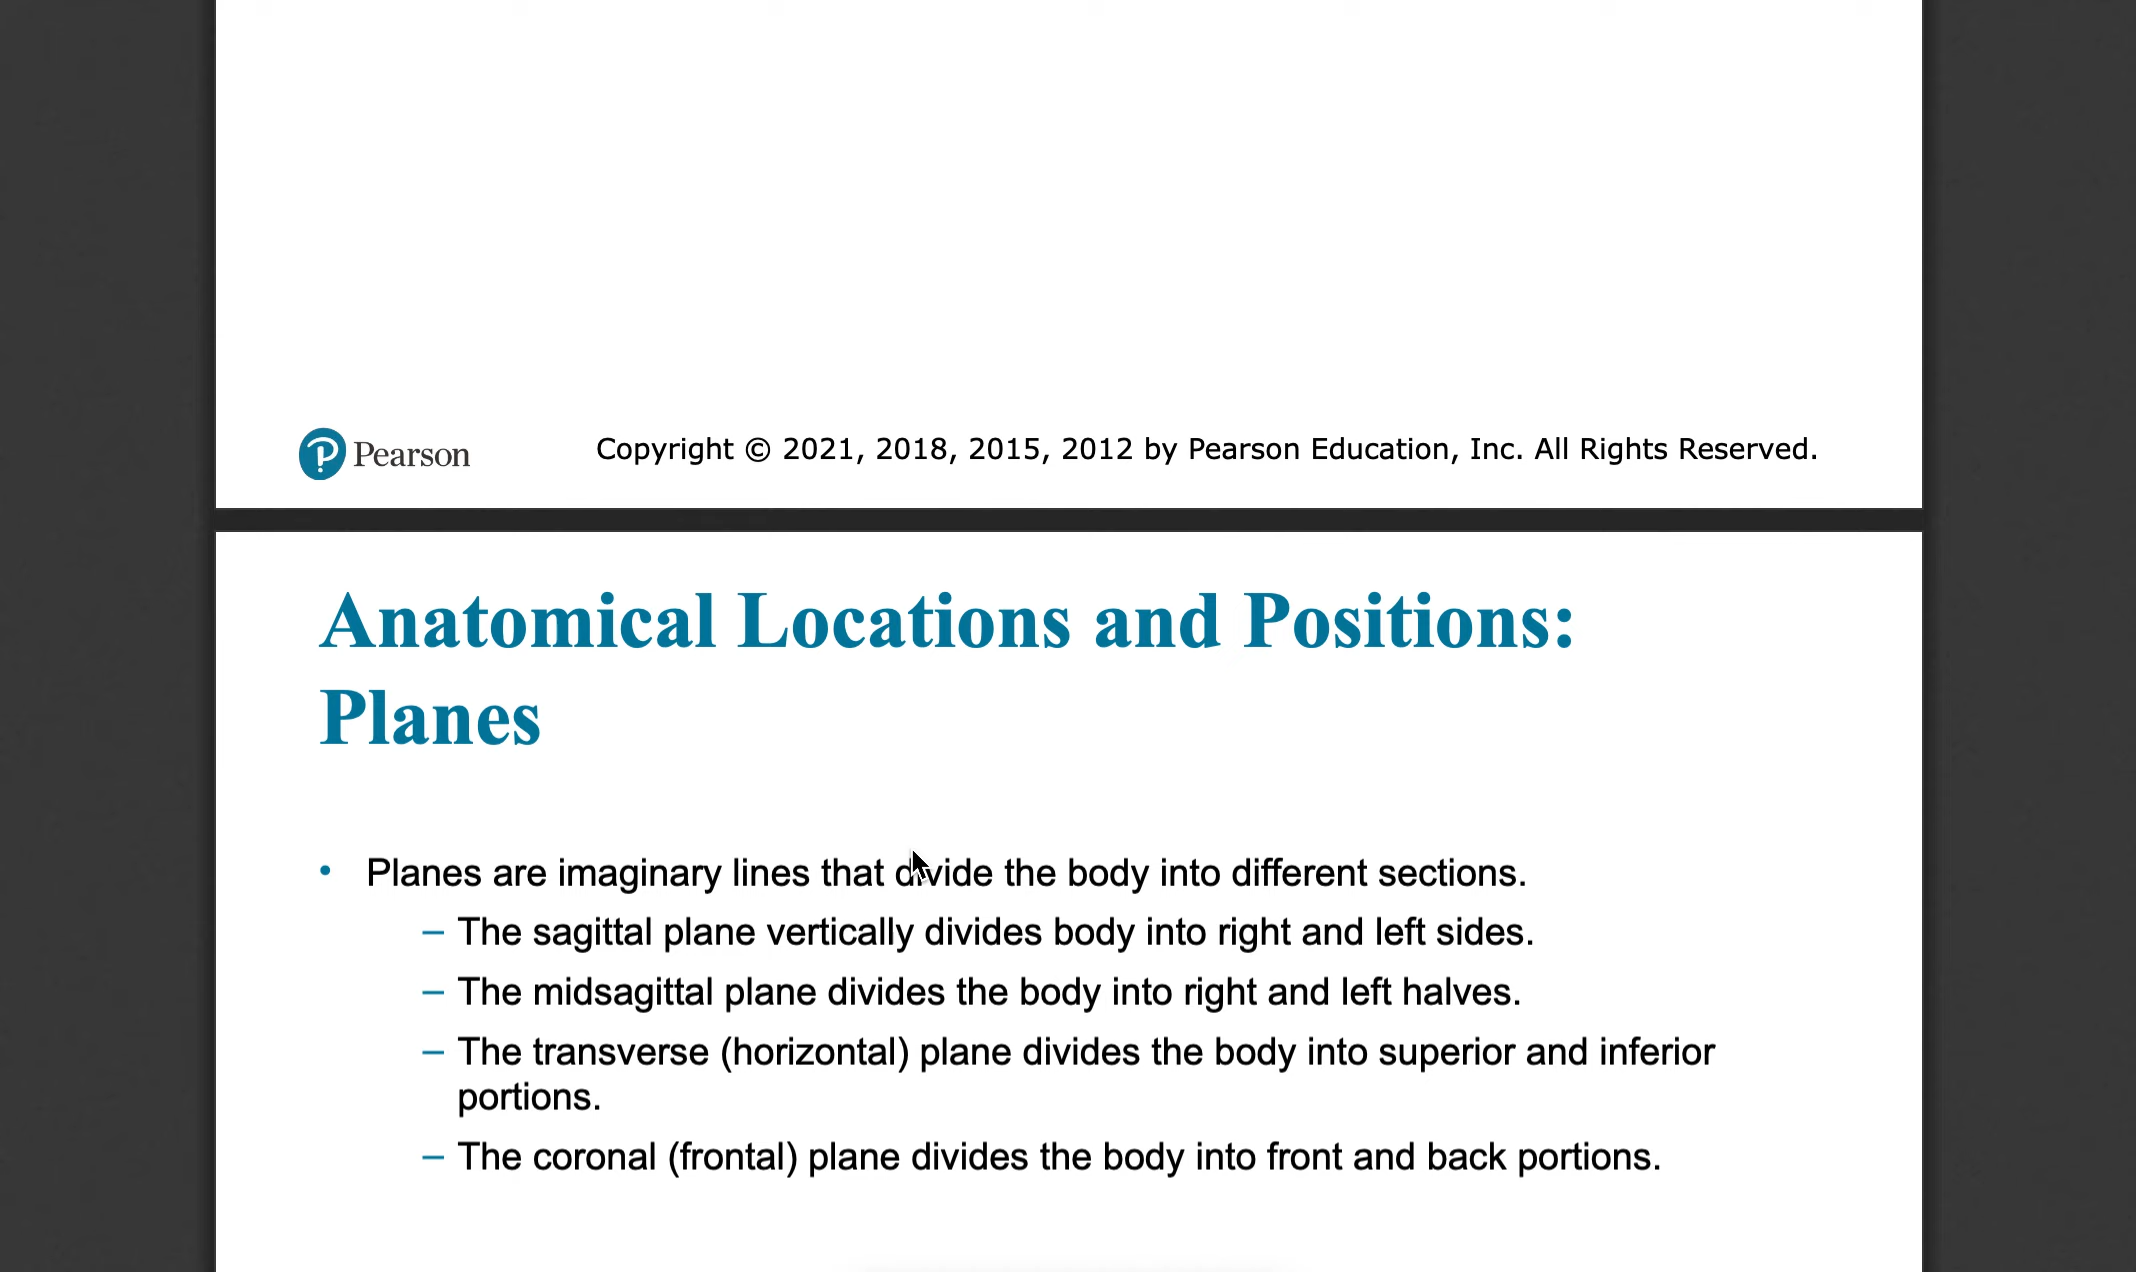 Pearson
Copyright © 2021, 2018, 2015, 2012 by Pearson Education, Inc. All Rights Reserved.
Anatomical Locations and Positions:
Planes
• Planes are imaginary lines that divide the body into different sections.
– The sagittal plane vertically divides body into right and left sides.
– The midsagittal plane divides the body into right and left halves.
– The transverse (horizontal) plane divides the body into superior and inferior
portions.
– The coronal (frontal) plane divides the body into front and back portions.